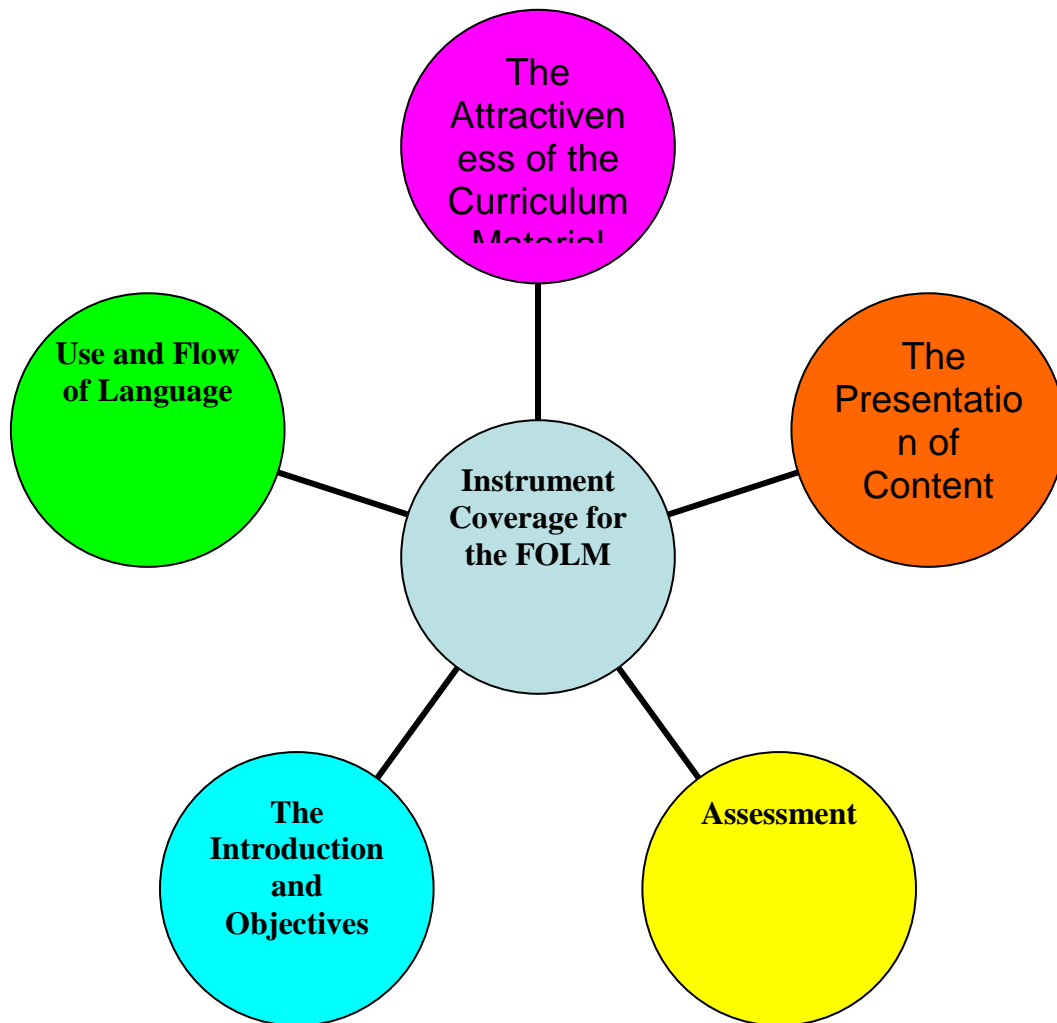 The
Attractiven
ess of the
Curriculum
Material
Use and Flow
of Language
The
Presentatio
n of
Content
Instrument
Coverage for
the FOLM
The
Introduction
and
Objectives
Assessment